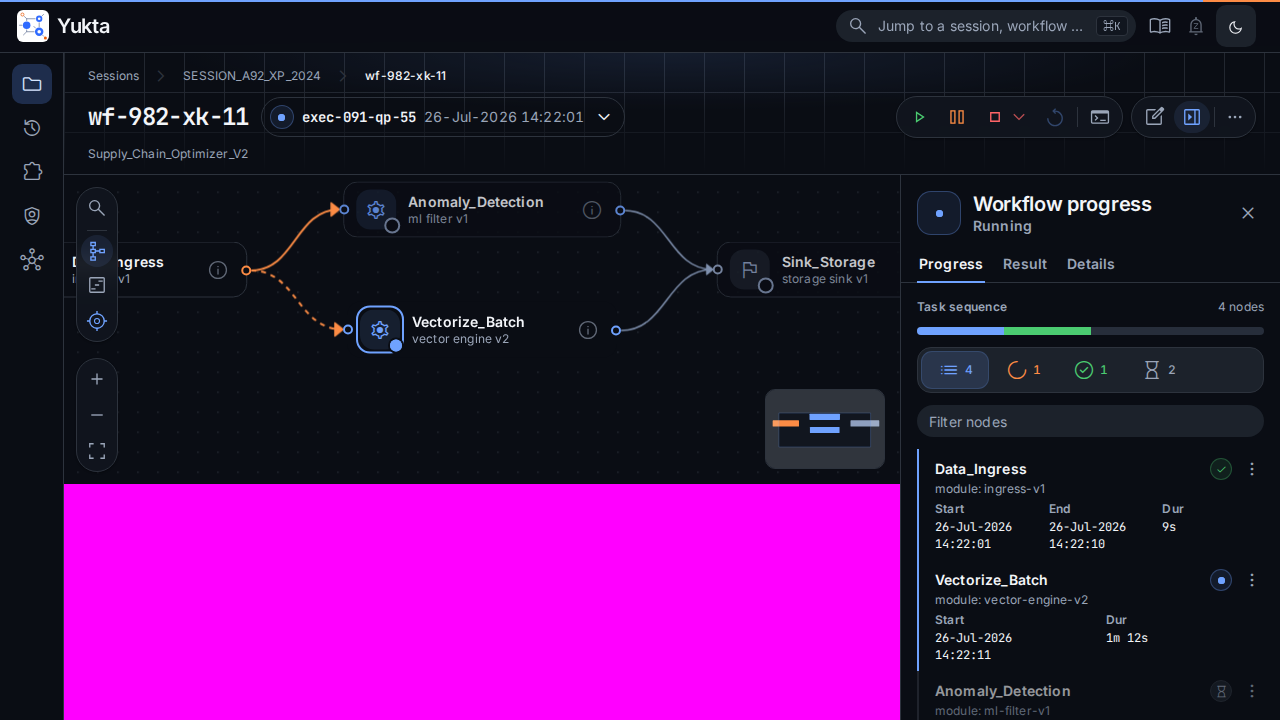 Yukta
Jump to a session, workflow ...
⌘K
Sessions
SESSION_A92_XP_2024
wf-982-xk-11
wf-982-xk-11
exec-091-qp-55 26-Jul-2026 14:22:01
Supply_Chain_Optimizer_V2
Anomaly_Detection
ml filter v1
Vectorize_Batch
vector engine v2
Sink_Storage
storage sink v1
Workflow progress
Running
Progress Result Details
Task sequence 4 nodes
4 1 1 2
Filter nodes
Data_Ingress
module: ingress-v1
Start End Dur
26-Jul-2026 26-Jul-2026 9s
14:22:01 14:22:10
Vectorize_Batch
module: vector-engine-v2
Start Dur
26-Jul-2026 1m 12s
14:22:11
Anomaly_Detection
module: ml-filter-v1